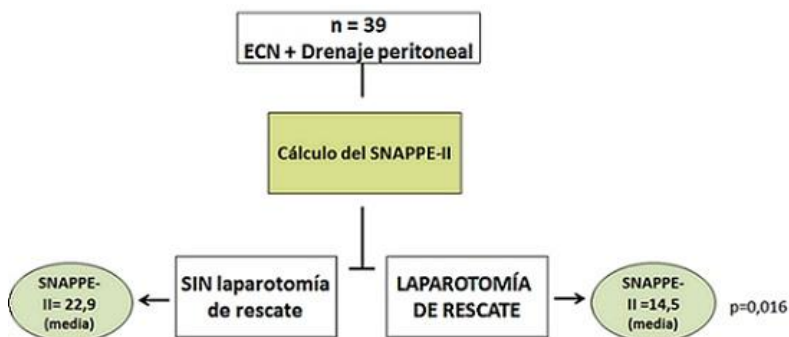 n = 39
ECN + Drenaje peritoneal
Cálculo del SNAPPE-II
SNAPPE-
II= 22,9
(media)
SIN laparotomía
de rescate
LAPAROTOMÍA
DE RESCATE
SNAPPE-
II =14,5
(media)
p=0,016